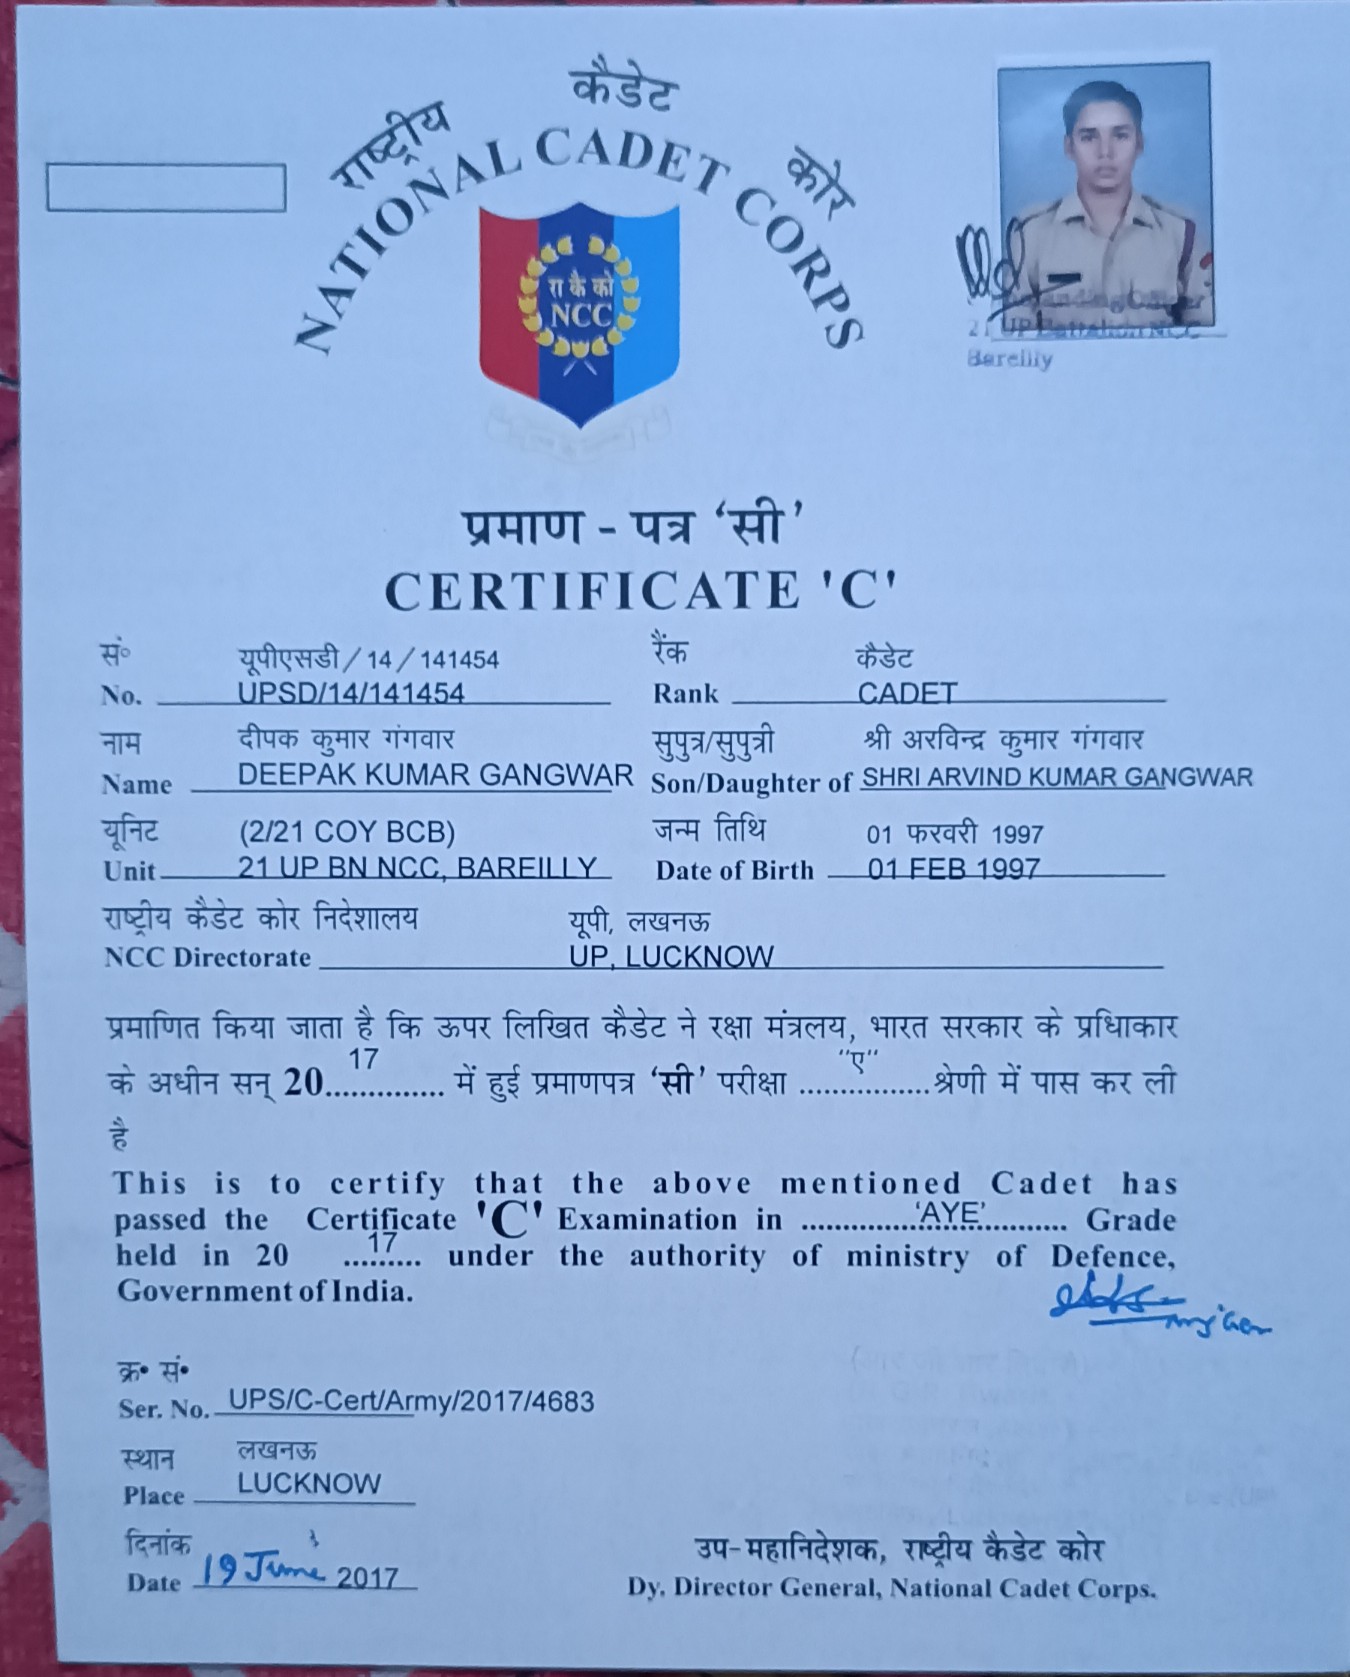 राष्ट्रीय कैडेट कोर
NATIONAL CADET CORPS
रा कै को
NCC
Commanding Officer
21 UP Battalion NCC
Bareilly
प्रमाण - पत्र ‘सी’
CERTIFICATE 'C'
सं॰ यूपीएसडी / 14 / 141454 रैंक कैडेट
No. UPSD/14/141454 Rank CADET
नाम दीपक कुमार गंगवार सुपुत्र/सुपुत्री श्री अरविन्द्र कुमार गंगवार
Name DEEPAK KUMAR GANGWAR Son/Daughter of SHRI ARVIND KUMAR GANGWAR
यूनिट (2/21 COY BCB) जन्म तिथि 01 फरवरी 1997
Unit 21 UP BN NCC, BAREILLY Date of Birth 01 FEB 1997
राष्ट्रीय कैडेट कोर निदेशालय यूपी, लखनऊ
NCC Directorate UP, LUCKNOW
प्रमाणित किया जाता है कि ऊपर लिखित कैडेट ने रक्षा मंत्रलय, भारत सरकार के प्रधिाकार
के अधीन सन् 20 17 में हुई प्रमाणपत्र ‘सी’ परीक्षा "ए" श्रेणी में पास कर ली
है
This is to certify that the above mentioned Cadet has
passed the Certificate 'C' Examination in ‘AYE’ Grade
held in 20 17 under the authority of ministry of Defence,
Government of India.
क्र॰ सं॰
Ser. No. UPS/C-Cert/Army/2017/4683
स्थान लखनऊ
Place LUCKNOW
दिनांक
Date 19 June 2017
उप-महानिदेशक, राष्ट्रीय कैडेट कोर
Dy. Director General, National Cadet Corps.